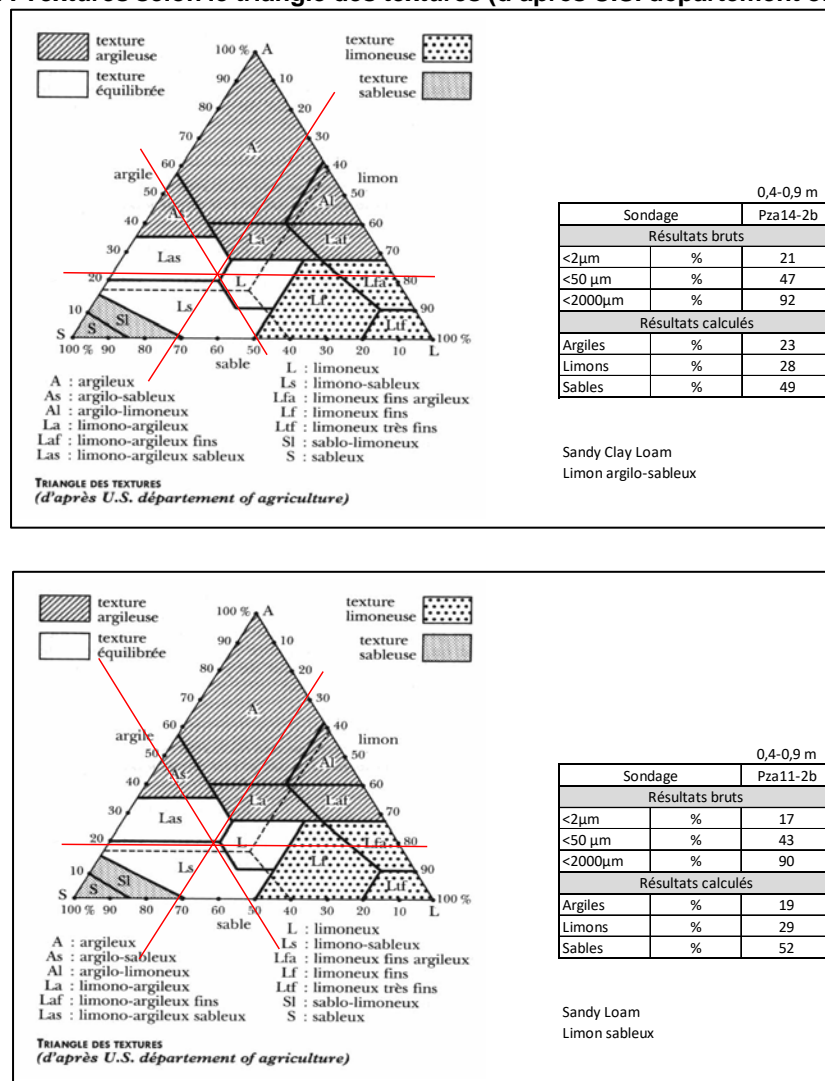 Textures selon le triangle des textures (d'après U.S. département of
texture argileuse
texture équilibrée
texture limoneuse
texture sableuse
100 % A
90 10
80 20
70 30
60 40
argile limon
50 50
40 60
30 70
20 80
10 90
S 100 % L
100 % 90 80 70 60 50 40 30 20 10
sable
A
As
Al
La
Laf
Las
L
Lfa
Ls
Lf
Sl
S
Ltf
A : argileux
As : argilo-sableux
Al : argilo-limoneux
La : limono-argileux
Laf : limono-argileux fins
Las : limono-argileux sableux
L : limoneux
Ls : limono-sableux
Lfa : limoneux fins argileux
Lf : limoneux fins
Ltf : limoneux très fins
Sl : sablo-limoneux
S : sableux
TRIANGLE DES TEXTURES
(d'après U.S. département of agriculture)
0,4-0,9 m
Sondage Pza14-2b
Résultats bruts
<2µm % 21
<50 µm % 47
<2000µm % 92
Résultats calculés
Argiles % 23
Limons % 28
Sables % 49
Sandy Clay Loam
Limon argilo-sableux
texture argileuse
texture équilibrée
texture limoneuse
texture sableuse
100 % A
90 10
80 20
70 30
60 40
argile limon
50 50
40 60
30 70
20 80
10 90
S 100 % L
100 % 90 80 70 60 50 40 30 20 10
sable
A
As
Al
La
Laf
Las
L
Lfa
Ls
Lf
Sl
S
Ltf
A : argileux
As : argilo-sableux
Al : argilo-limoneux
La : limono-argileux
Laf : limono-argileux fins
Las : limono-argileux sableux
L : limoneux
Ls : limono-sableux
Lfa : limoneux fins argileux
Lf : limoneux fins
Ltf : limoneux très fins
Sl : sablo-limoneux
S : sableux
TRIANGLE DES TEXTURES
(d'après U.S. département of agriculture)
0,4-0,9 m
Sondage Pza11-2b
Résultats bruts
<2µm % 17
<50 µm % 43
<2000µm % 90
Résultats calculés
Argiles % 19
Limons % 29
Sables % 52
Sandy Loam
Limon sableux